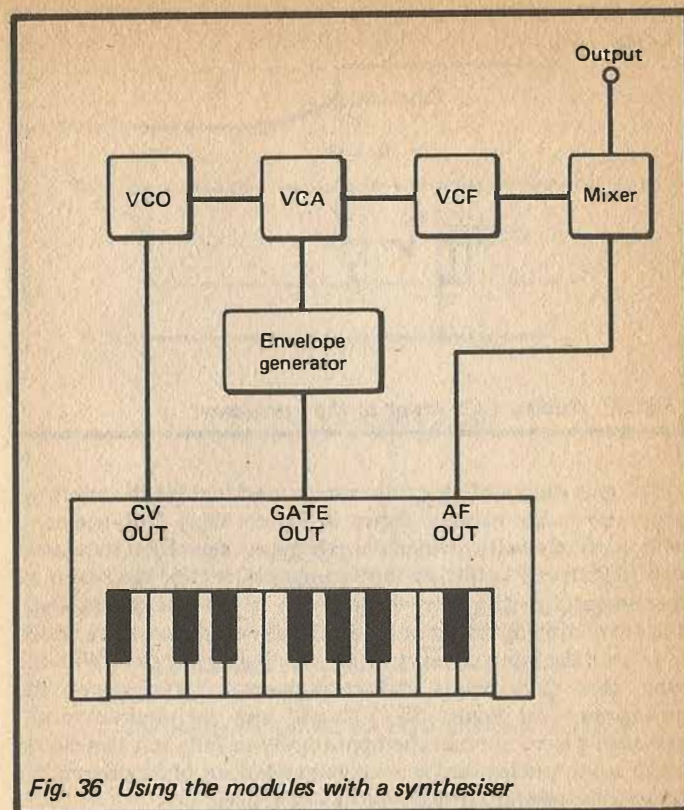 Output
VCO
VCA
VCF
Mixer
Envelope
generator
CV
OUT
GATE
OUT
AF
OUT
Fig. 36 Using the modules with a synthesiser